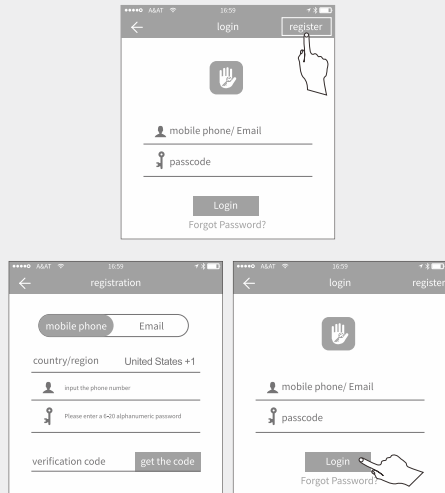 A&AT 16:59
login register
mobile phone/ Email
passcode
Login
Forgot Password?
A&AT 16:59
registration
mobile phone Email
country/region United States +1
input the phone number
Please enter a 6-20 alphanumeric password
verification code get the code
A&AT 16:59
login register
mobile phone/ Email
passcode
Login
Forgot Password?